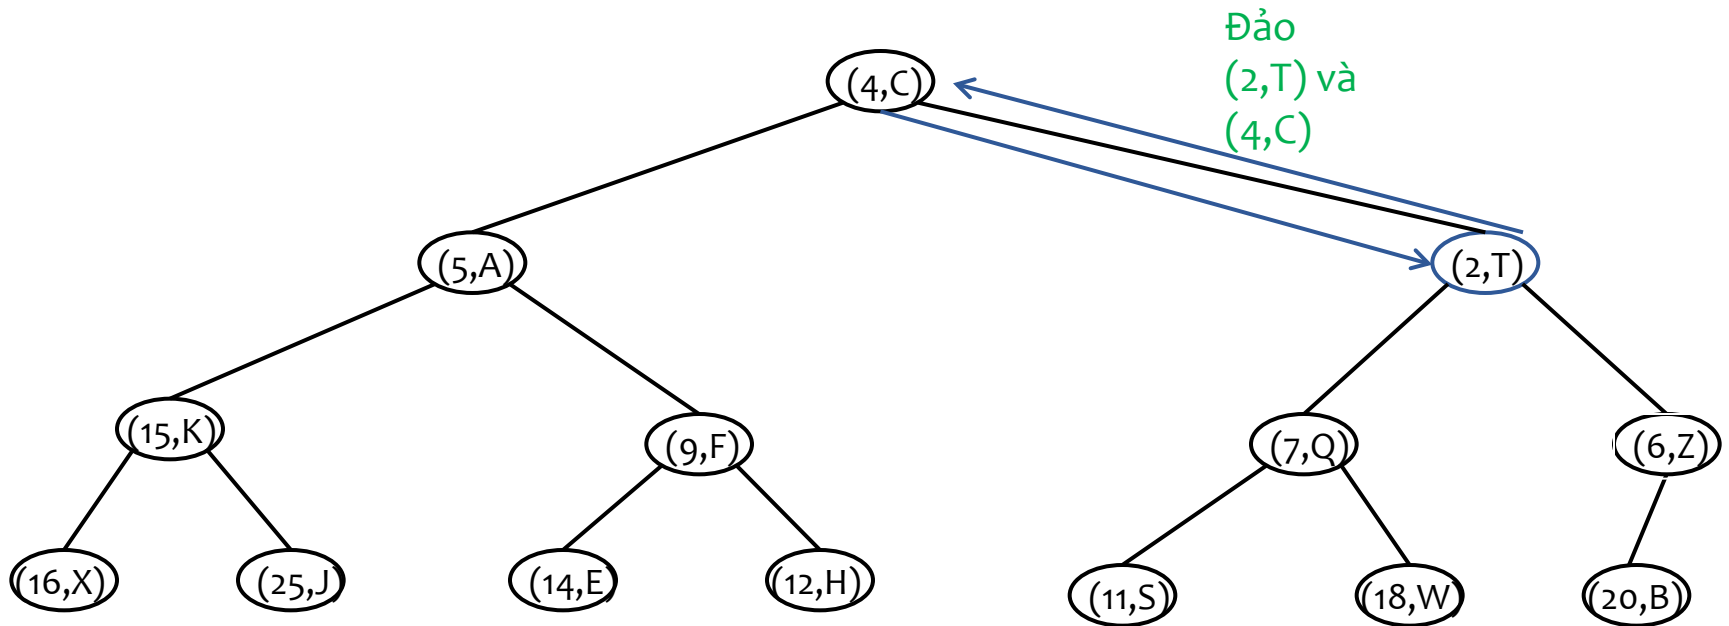 Đảo
(2,T) và
(4,C)
(4,C)
(5,A)
(2,T)
(15,K)
(9,F)
(7,Q)
(6,Z)
(16,X)
(25,J)
(14,E)
(12,H)
(11,S)
(18,W)
(20,B)